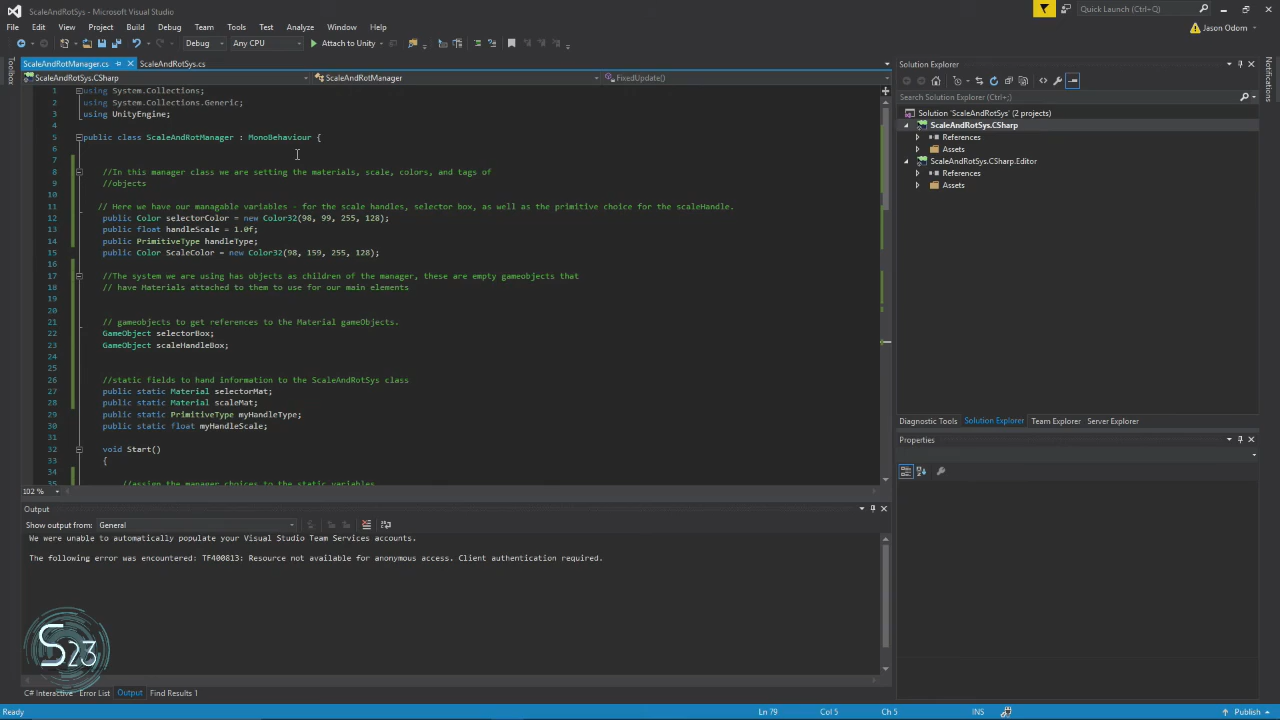 ScaleAndRotSys - Microsoft Visual Studio
Quick Launch (Ctrl+;)
File Edit View Project Build Debug Team Tools Test Analyze Window Help
Jason Odom
Debug Any CPU Attach to Unity
Toolbox
ScaleAndRotManager.cs ScaleAndRotSys.cs
ScaleAndRotSys.CSharp ScaleAndRotManager FixedUpdate()
1 using System.Collections;
2 using System.Collections.Generic;
3 using UnityEngine;
4
5 public class ScaleAndRotManager : MonoBehaviour {
6
7
8 //In this manager class we are setting the materials, scale, colors, and tags of
9 //objects
10
11 // Here we have our managable variables - for the scale handles, selector box, as well as the primitive choice for the scaleHandle.
12 public Color selectorColor = new Color32(98, 99, 255, 128);
13 public float handleScale = 1.0f;
14 public PrimitiveType handleType;
15 public Color ScaleColor = new Color32(98, 159, 255, 128);
16
17 //The system we are using has objects as children of the manager, these are empty gameobjects that
18 // have Materials attached to them to use for our main elements
19
20
21 // gameobjects to get references to the Material gameObjects.
22 GameObject selectorBox;
23 GameObject scaleHandleBox;
24
25
26 //static fields to hand information to the ScaleAndRotSys class
27 public static Material selectorMat;
28 public static Material scaleMat;
29 public static PrimitiveType myHandleType;
30 public static float myHandleScale;
31
32 void Start()
33 {
34
35 //assign the manager choices to the static variables
102 %
Output
Show output from: General
We were unable to automatically populate your Visual Studio Team Services accounts.
The following error was encountered: TF400813: Resource not available for anonymous access. Client authentication required.
S23
C# Interactive Error List Output Find Results 1
Solution Explorer
Search Solution Explorer (Ctrl+;)
Solution 'ScaleAndRotSys' (2 projects)
ScaleAndRotSys.CSharp
References
Assets
ScaleAndRotSys.CSharp.Editor
References
Assets
Diagnostic Tools Solution Explorer Team Explorer Server Explorer
Properties
Notifications
Ready Ln 79 Col 5 Ch 5 INS Publish